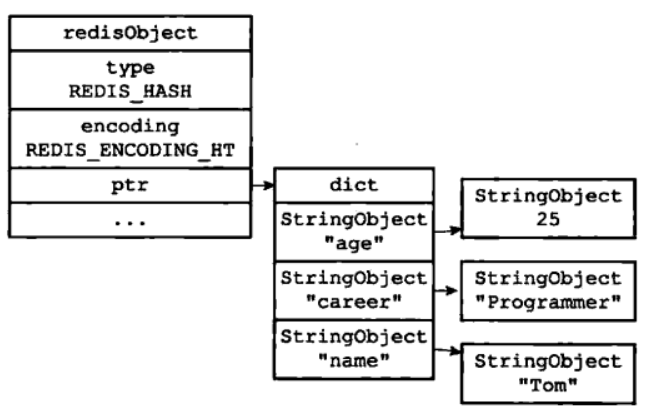 redisObject
type
REDIS_HASH
encoding
REDIS_ENCODING_HT
ptr
...
dict
StringObject
"age"
StringObject
"career"
StringObject
"name"
StringObject
25
StringObject
"Programmer"
StringObject
"Tom"